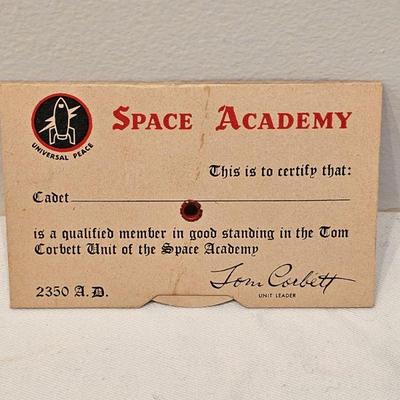 UNIVERSAL PEACE
SPACE ACADEMY
This is to certify that:
Cadet
is a qualified member in good standing in the Tom
Corbett Unit of the Space Academy
2350 A.D.
Tom Corbett
UNIT LEADER